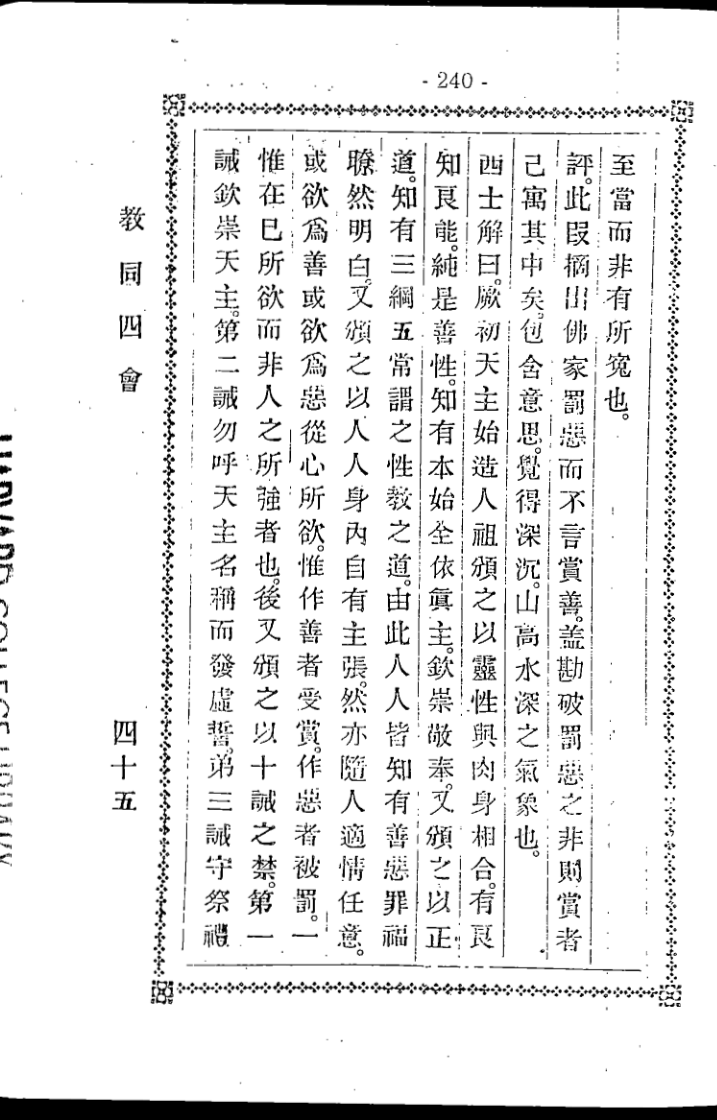 - 240 -
至當而非有所寃也。
評。此段摘出佛家罰惡而不言賞善。盖勘破罰惡之非則賞者
己寓其中矣。包含意思。覺得深沉。山高水深之氣象也。
西士解曰。厥初天主始造人祖頒之以靈性與肉身相合。有良
知良能。純是善性。知有本始全依眞主。欽崇敬奉。又頒之以正
道。知有三綱五常謂之性教之道。由此人人皆知有善惡罪福
瞭然明白。又頒之以人人身內自有主張。然亦隨人適情任意。
或欲爲善或欲爲惡從心所欲。惟作善者受賞。作惡者被罰。一
惟在巳所欲而非人之所強者也。後又頒之以十誡之禁。第一
誡欽崇天主。第二誡勿呼天主名稱而發虛誓。弟三誡守祭禮
教同四會
四十五
HARVARD COLLEGE LIBRARY